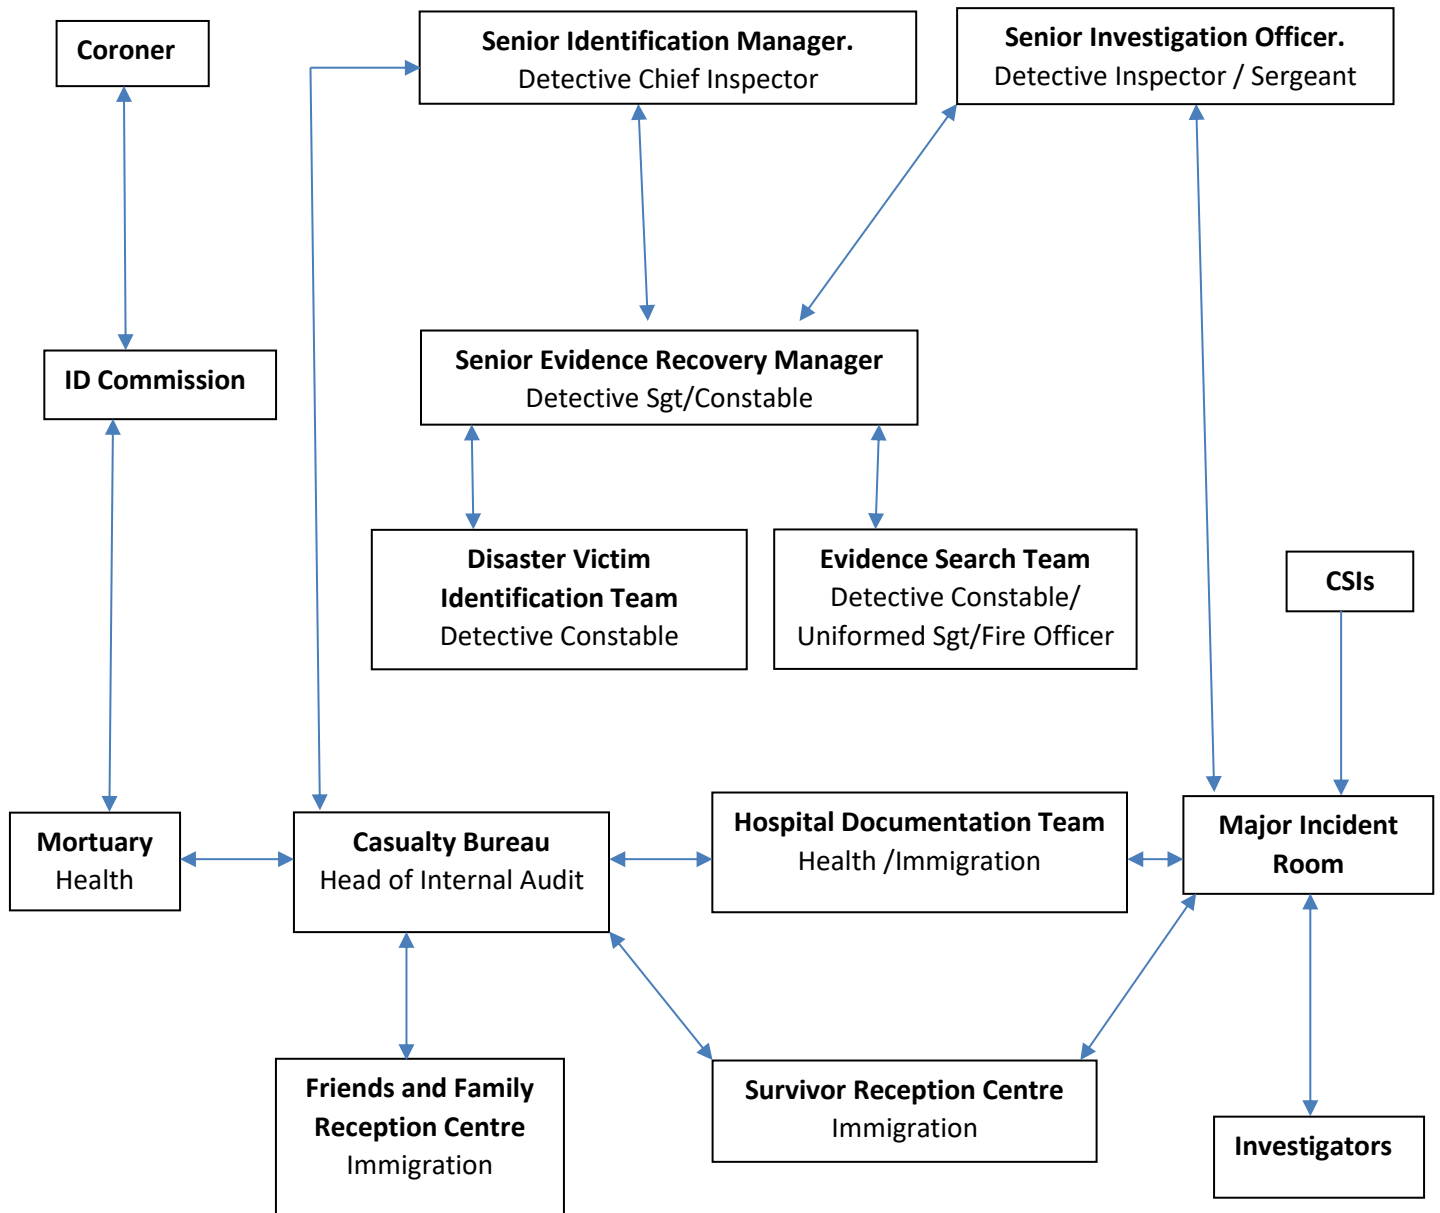 Coroner
Senior Identification Manager.
Detective Chief Inspector
Senior Investigation Officer.
Detective Inspector / Sergeant
ID Commission
Senior Evidence Recovery Manager
Detective Sgt/Constable
Disaster Victim
Identification Team
Detective Constable
Evidence Search Team
Detective Constable/
Uniformed Sgt/Fire Officer
CSIs
Mortuary
Health
Casualty Bureau
Head of Internal Audit
Hospital Documentation Team
Health /Immigration
Major Incident
Room
Friends and Family
Reception Centre
Immigration
Survivor Reception Centre
Immigration
Investigators